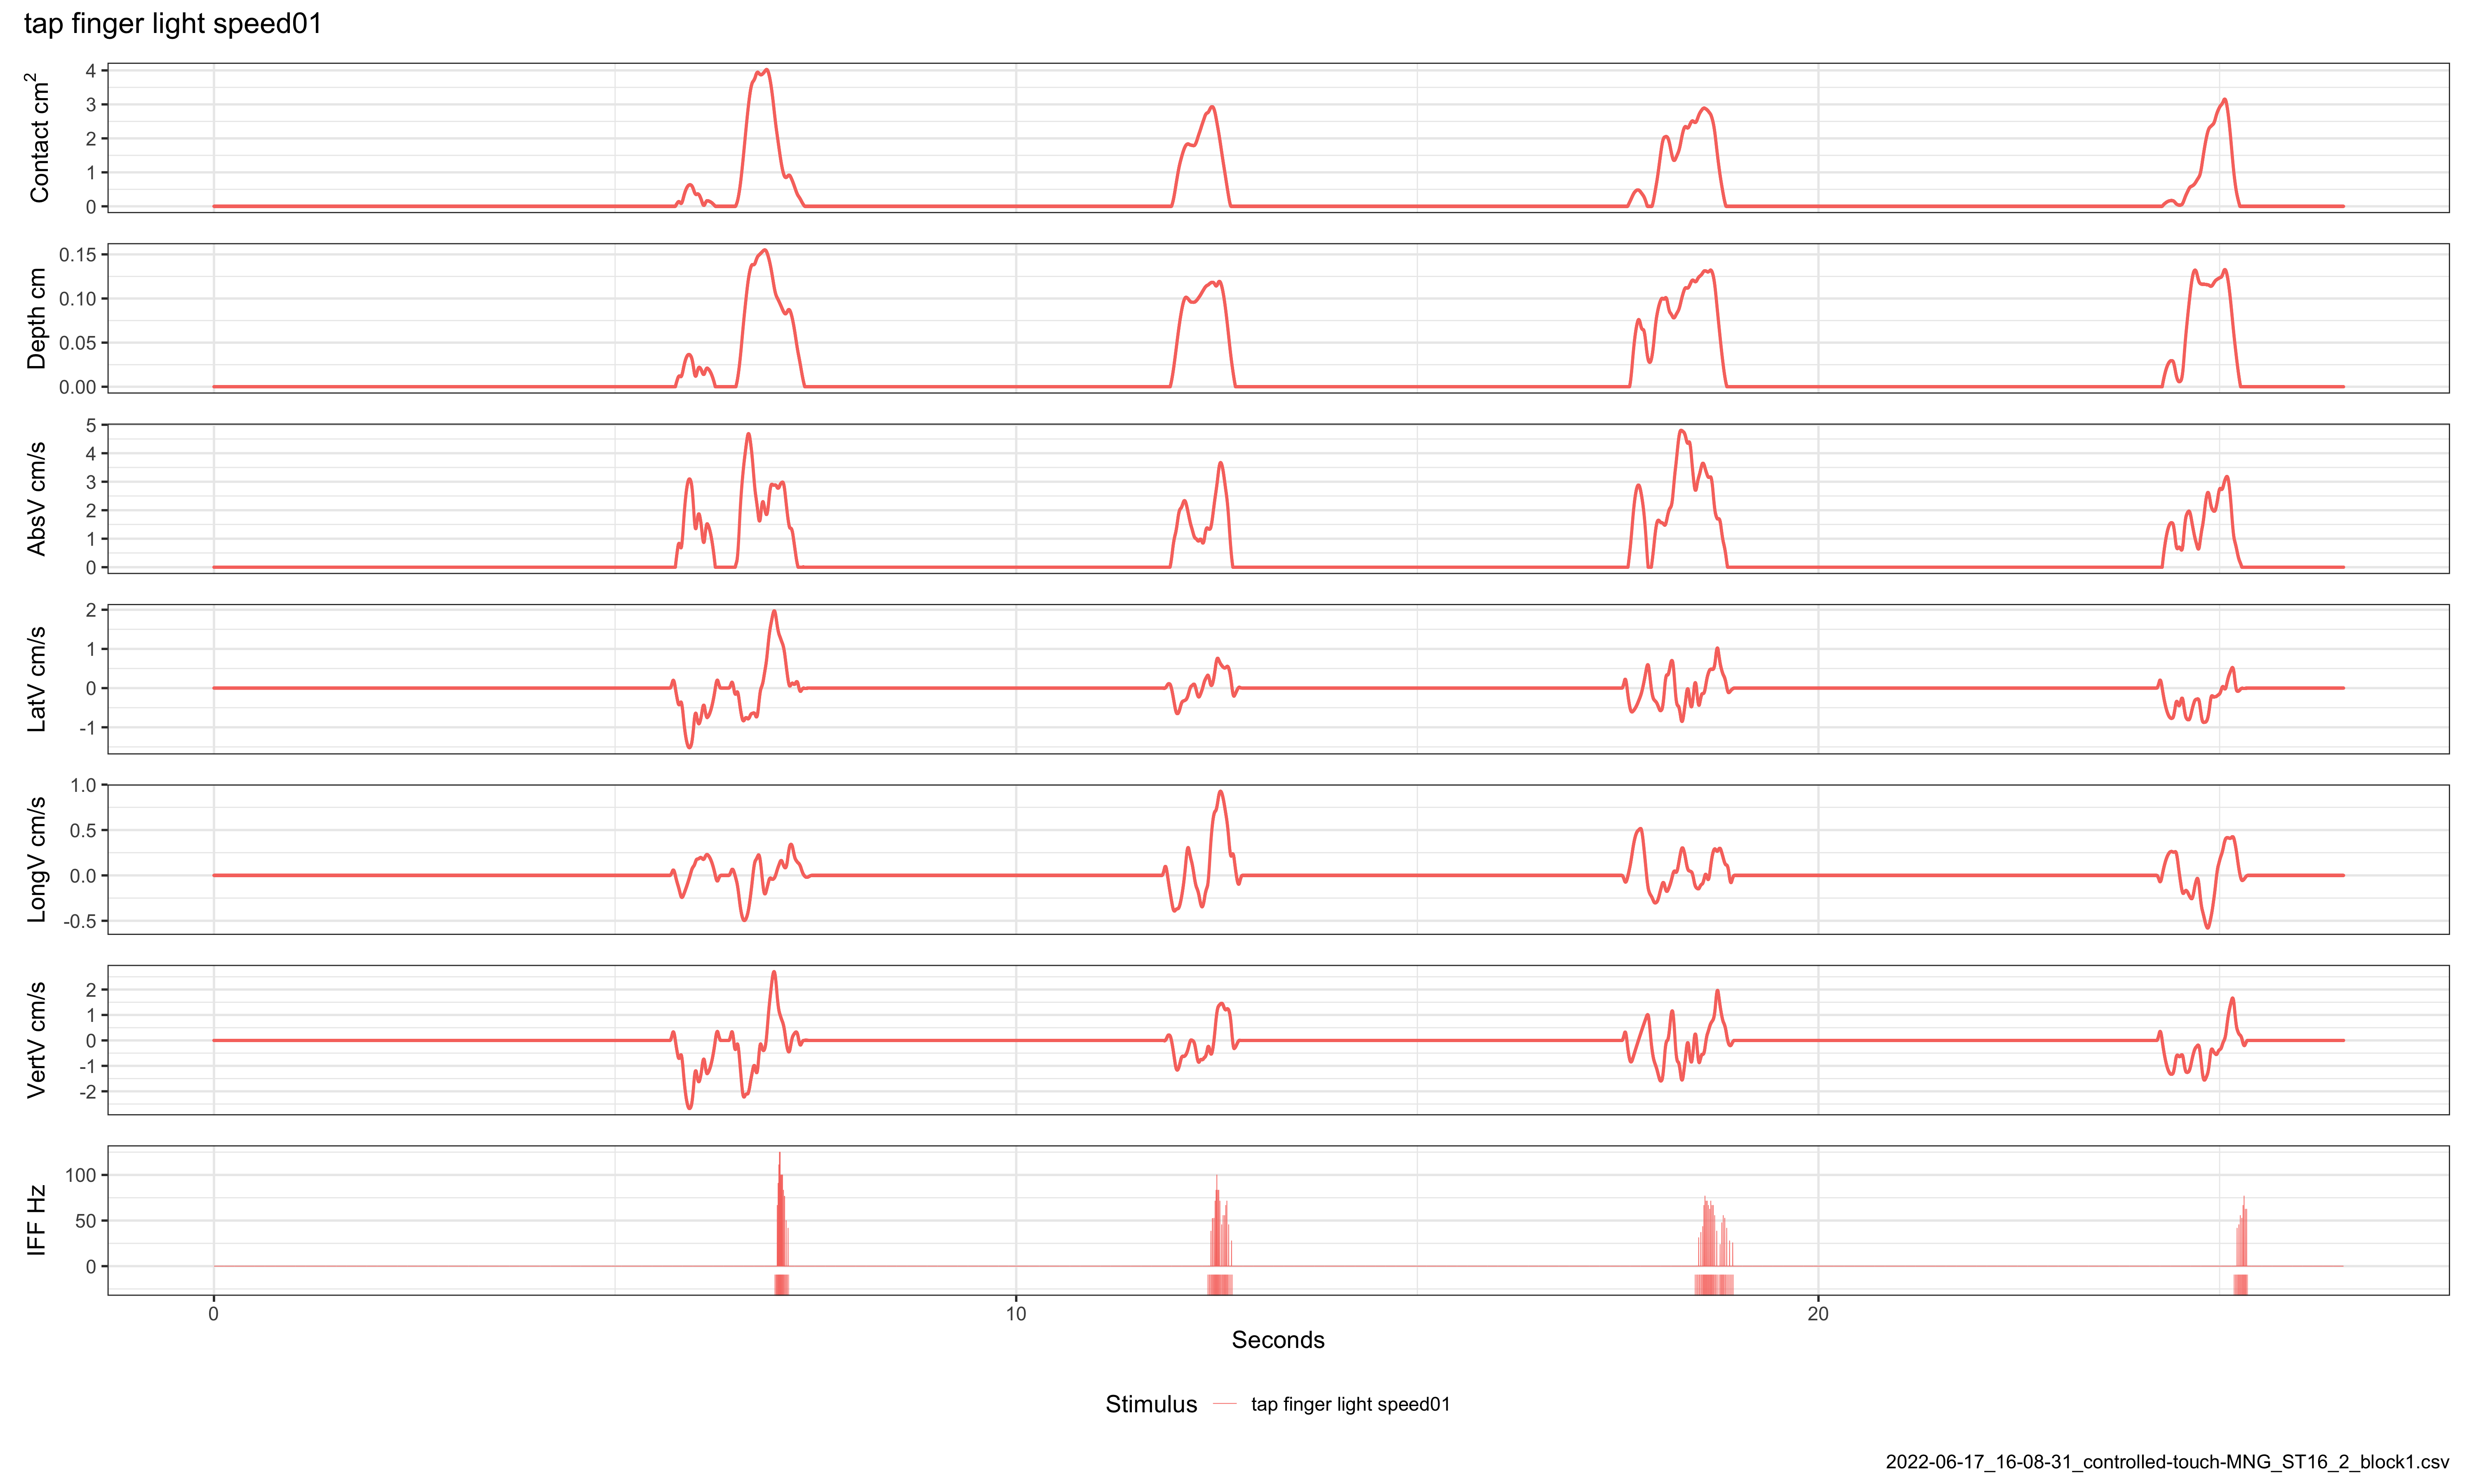 tap finger light speed01
Contact cm²
4
3
2
1
0
Depth cm
0.15
0.10
0.05
0.00
AbsV cm/s
5
4
3
2
1
0
LatV cm/s
2
1
0
-1
LongV cm/s
1.0
0.5
0.0
-0.5
VertV cm/s
2
1
0
-1
-2
IFF Hz
100
50
0
0 10 20
Seconds
Stimulus tap finger light speed01
2022-06-17_16-08-31_controlled-touch-MNG_ST16_2_block1.csv